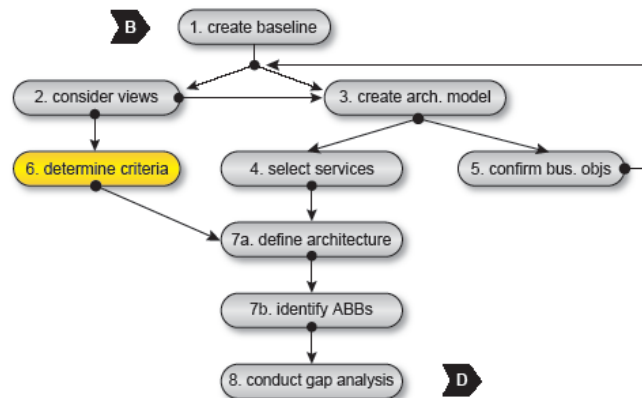 B
1. create baseline
2. consider views
3. create arch. model
6. determine criteria
4. select services
5. confirm bus. objs
7a. define architecture
7b. identify ABBs
8. conduct gap analysis
D